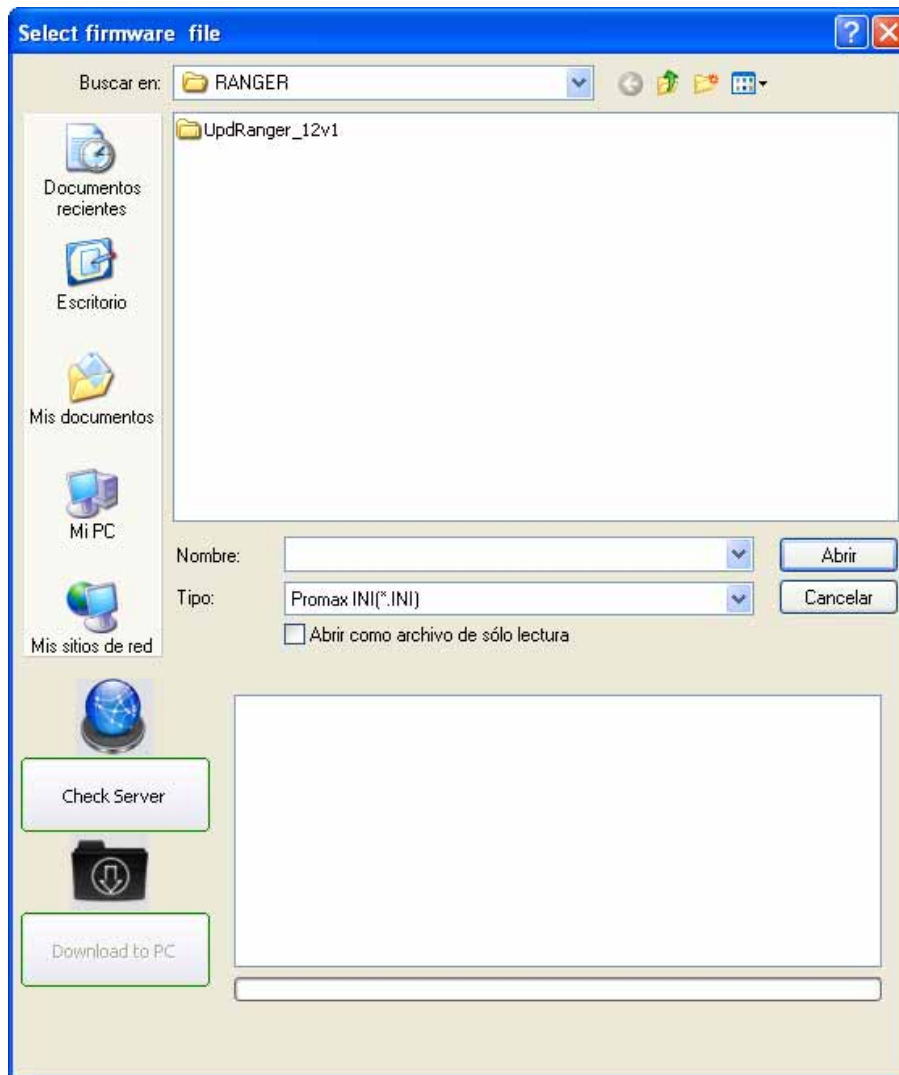 Select firmware file
Buscar en:
RANGER
UpdRanger_12v1
Documentos
recientes
Escritorio
Mis documentos
Mi PC
Mis sitios de red
Nombre:
Abrir
Tipo:
Promax INI(*.INI)
Cancelar
Abrir como archivo de sólo lectura
Check Server
Download to PC